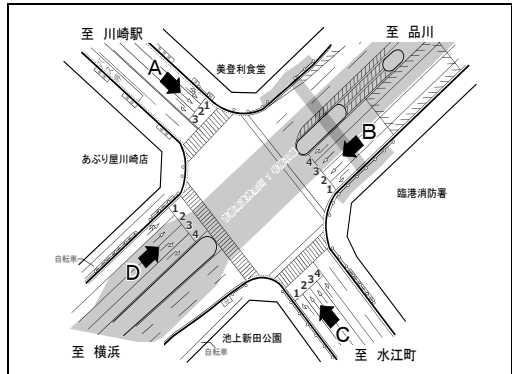 至 川崎駅
至 品川
美登利食堂
A
1
2
3
B
4
3
2
1
あぶり屋川崎店
臨港消防署
1
2
3
4
自転車
D
1
2
3
4
C
池上新田公園
自転車
至 横浜
至 水江町